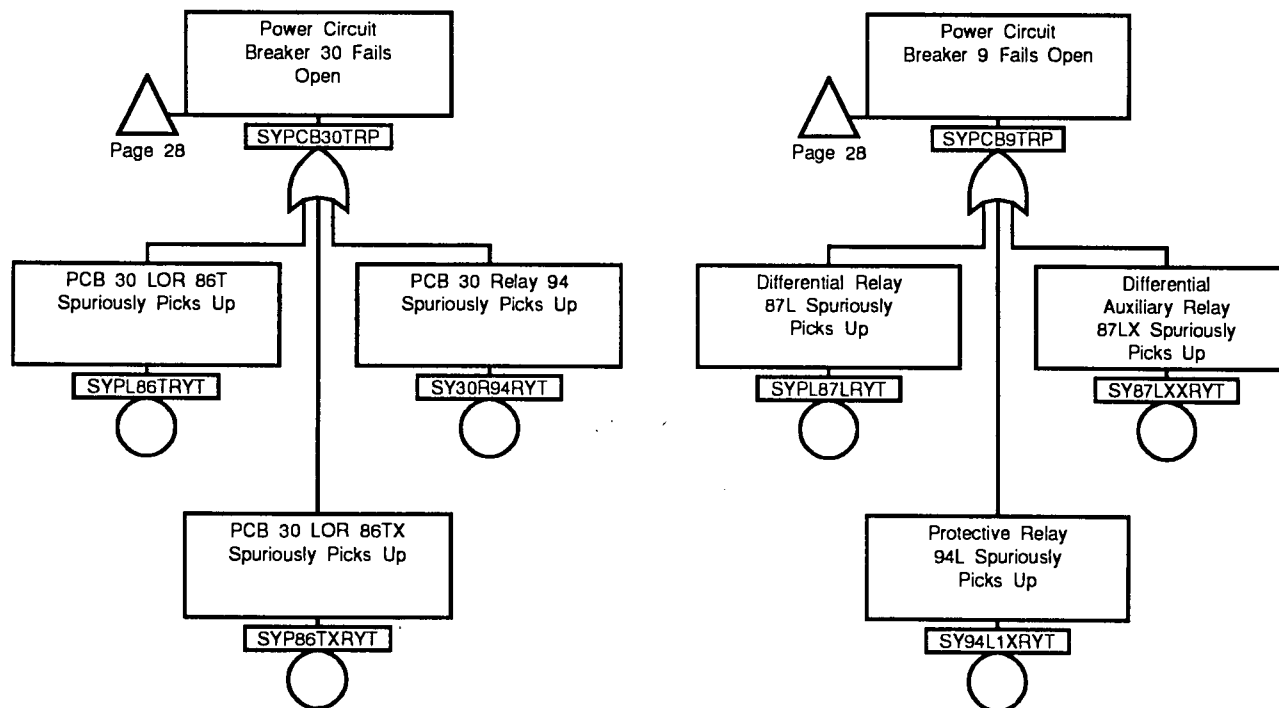 Power Circuit
Breaker 30 Fails
Open
Page 28
SYPCB30TRP
PCB 30 LOR 86T
Spuriously Picks Up
SYPL86TRYT
PCB 30 Relay 94
Spuriously Picks Up
SY30R94RYT
PCB 30 LOR 86TX
Spuriously Picks Up
SYP86TXRYT
Power Circuit
Breaker 9 Fails Open
Page 28
SYPCB9TRP
Differential Relay
87L Spuriously
Picks Up
SYPL87LRYT
Differential
Auxiliary Relay
87LX Spuriously
Picks Up
SY87LXXRYT
Protective Relay
94L Spuriously
Picks Up
SY94L1XRYT